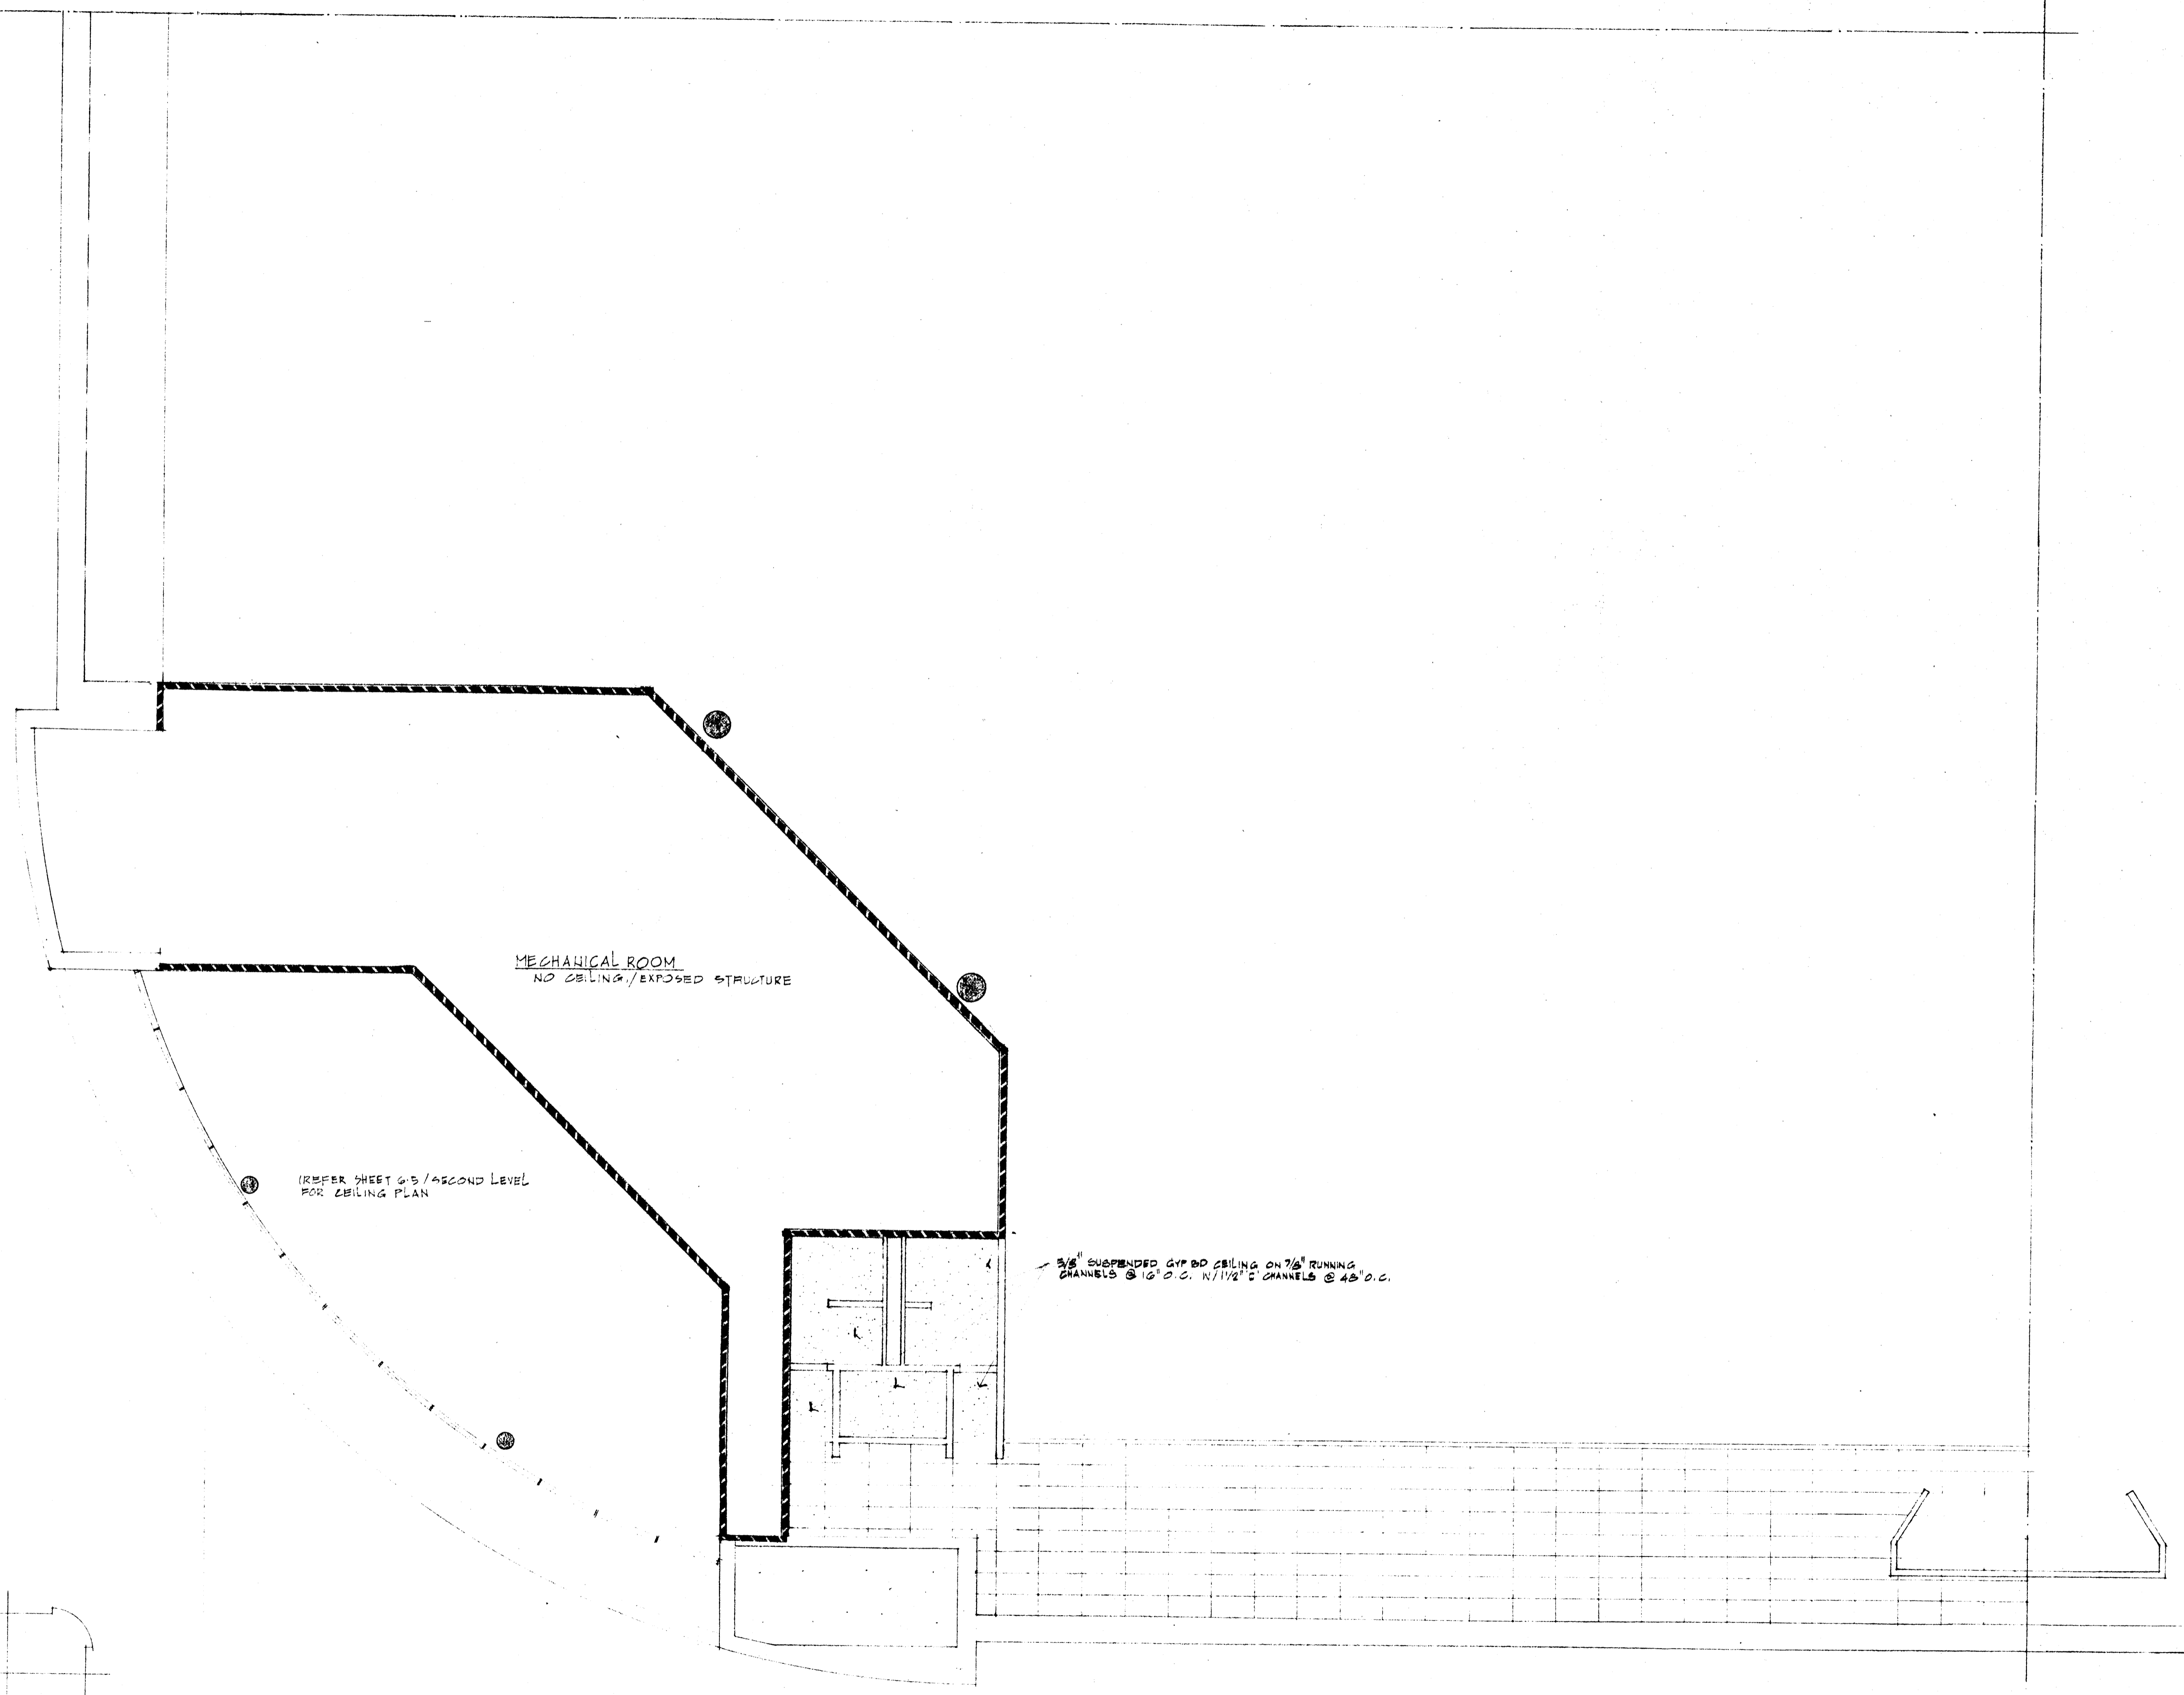 MECHANICAL ROOM
NO CEILING/EXPOSED STRUCTURE
(REFER SHEET 6.5/SECOND LEVEL
FOR CEILING PLAN
5/8" SUSPENDED GYP BD CEILING ON 7/8" RUNNING
CHANNELS @ 16" O.C. W/1 1/2" 'C' CHANNELS @ 48" O.C.